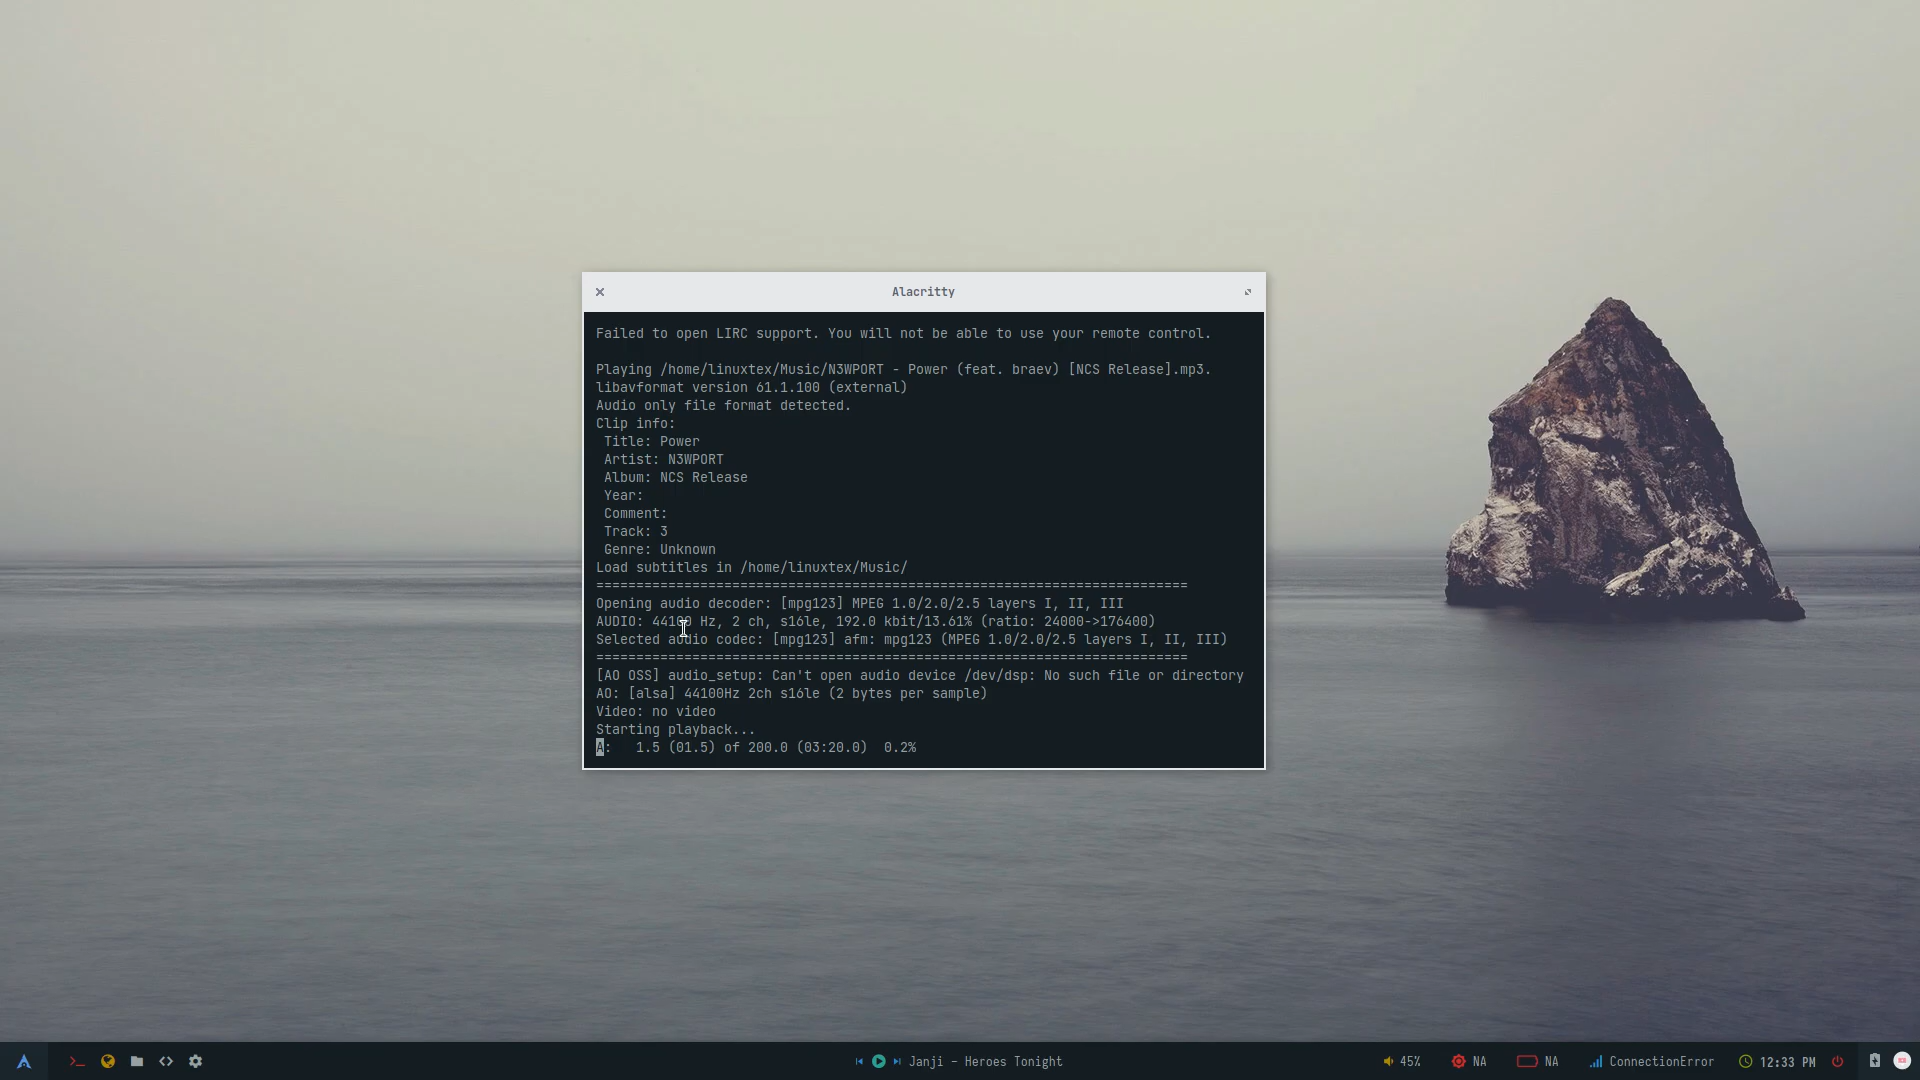 Alacritty
Failed to open LIRC support. You will not be able to use your remote control.
Playing /home/linuxtex/Music/N3WPORT - Power (feat. braev) [NCS Release].mp3.
libavformat version 61.1.100 (external)
Audio only file format detected.
Clip info:
Title: Power
Artist: N3WPORT
Album: NCS Release
Year:
Comment:
Track: 3
Genre: Unknown
Load subtitles in /home/linuxtex/Music/
==========================================================================
Opening audio decoder: [mpg123] MPEG 1.0/2.0/2.5 layers I, II, III
AUDIO: 44100 Hz, 2 ch, s16le, 192.0 kbit/13.61% (ratio: 24000->176400)
Selected audio codec: [mpg123] afm: mpg123 (MPEG 1.0/2.0/2.5 layers I, II, III)
==========================================================================
[AO OSS] audio_setup: Can't open audio device /dev/dsp: No such file or directory
AO: [alsa] 44100Hz 2ch s16le (2 bytes per sample)
Video: no video
Starting playback...
A:   1.5 (01.5) of 200.0 (03:20.0)  0.2%
Janji - Heroes Tonight
45% NA NA ConnectionError 12:33 PM